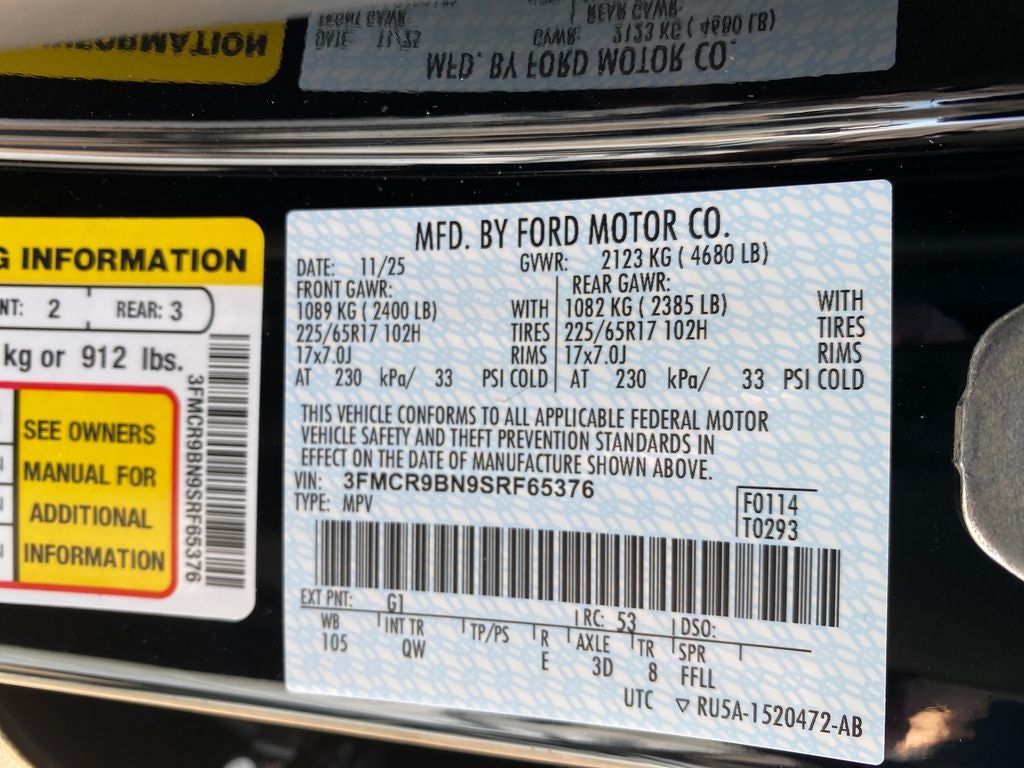 G INFORMATION
NT: 2 REAR: 3
kg or 912 lbs.
SEE OWNERS
MANUAL FOR
ADDITIONAL
INFORMATION
3FMCR9BN9SRF65376
MFD. BY FORD MOTOR CO.
DATE: 11/25 GVWR: 2123 KG ( 4680 LB)
FRONT GAWR: REAR GAWR:
1089 KG ( 2400 LB) WITH 1082 KG ( 2385 LB) WITH
225/65R17 102H TIRES 225/65R17 102H TIRES
17x7.0J RIMS 17x7.0J RIMS
AT 230 kPa/ 33 PSI COLD AT 230 kPa/ 33 PSI COLD
THIS VEHICLE CONFORMS TO ALL APPLICABLE FEDERAL MOTOR
VEHICLE SAFETY AND THEFT PREVENTION STANDARDS IN
EFFECT ON THE DATE OF MANUFACTURE SHOWN ABOVE.
VIN: 3FMCR9BN9SRF65376
TYPE: MPV
F0114
T0293
EXT PNT: G1 RC: 53 DSO:
WB INT TR TP/PS R AXLE TR SPR
105 QW E 3D 8 FFLL
UTC ▽ RU5A-1520472-AB